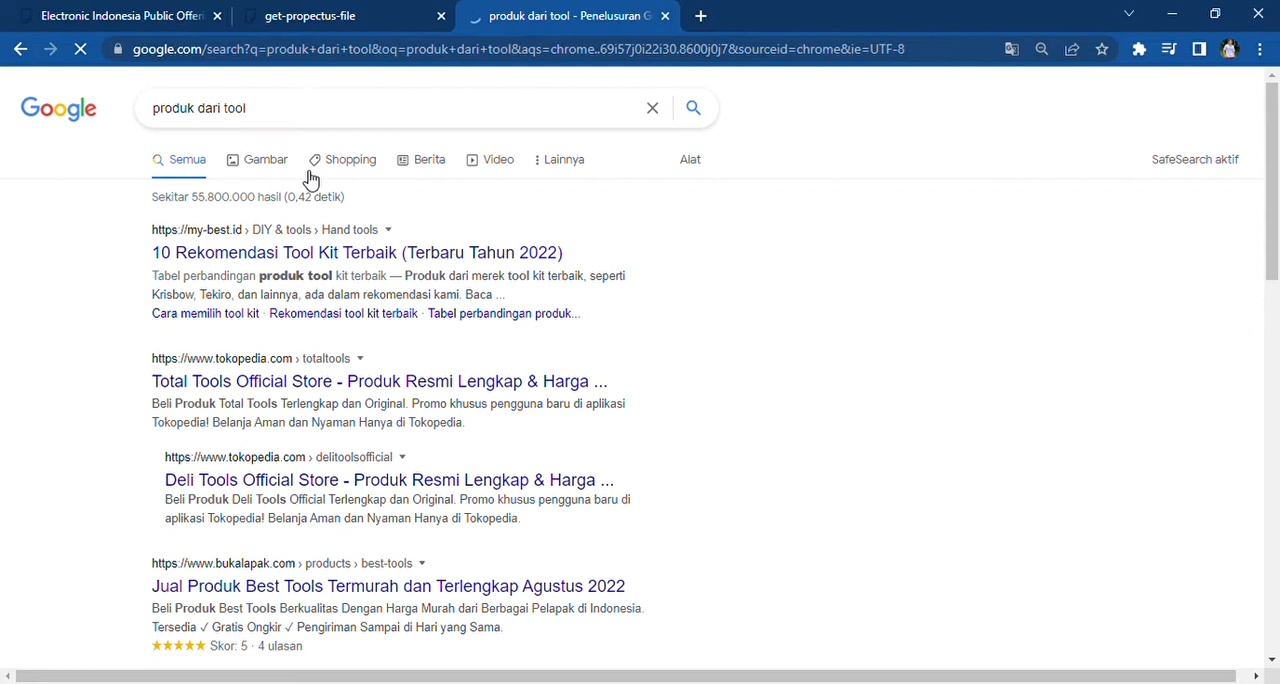 Electronic Indonesia Public Offeri
get-propectus-file
produk dari tool - Penelusuran G
google.com/search?q=produk+dari+tool&oq=produk+dari+tool&aqs=chrome..69i57j0i22i30.8600j0j7&sourceid=chrome&ie=UTF-8
Google
produk dari tool
Semua
Gambar
Shopping
Berita
Video
Lainnya
Alat
SafeSearch aktif
Sekitar 55.800.000 hasil (0,42 detik)
https://my-best.id › DIY & tools › Hand tools
10 Rekomendasi Tool Kit Terbaik (Terbaru Tahun 2022)
Tabel perbandingan produk tool kit terbaik — Produk dari merek tool kit terbaik, seperti
Krisbow, Tekiro, dan lainnya, ada dalam rekomendasi kami. Baca ...
Cara memilih tool kit · Rekomendasi tool kit terbaik · Tabel perbandingan produk...
https://www.tokopedia.com › totaltools
Total Tools Official Store - Produk Resmi Lengkap & Harga ...
Beli Produk Total Tools Terlengkap dan Original. Promo khusus pengguna baru di aplikasi
Tokopedia! Belanja Aman dan Nyaman Hanya di Tokopedia.
https://www.tokopedia.com › delitoolsofficial
Deli Tools Official Store - Produk Resmi Lengkap & Harga ...
Beli Produk Deli Tools Official Terlengkap dan Original. Promo khusus pengguna baru di
aplikasi Tokopedia! Belanja Aman dan Nyaman Hanya di Tokopedia.
https://www.bukalapak.com › products › best-tools
Jual Produk Best Tools Termurah dan Terlengkap Agustus 2022
Beli Produk Best Tools Berkualitas Dengan Harga Murah dari Berbagai Pelapak di Indonesia.
Tersedia ✓ Gratis Ongkir ✓ Pengiriman Sampai di Hari yang Sama.
★★★★★ Skor: 5 · 4 ulasan